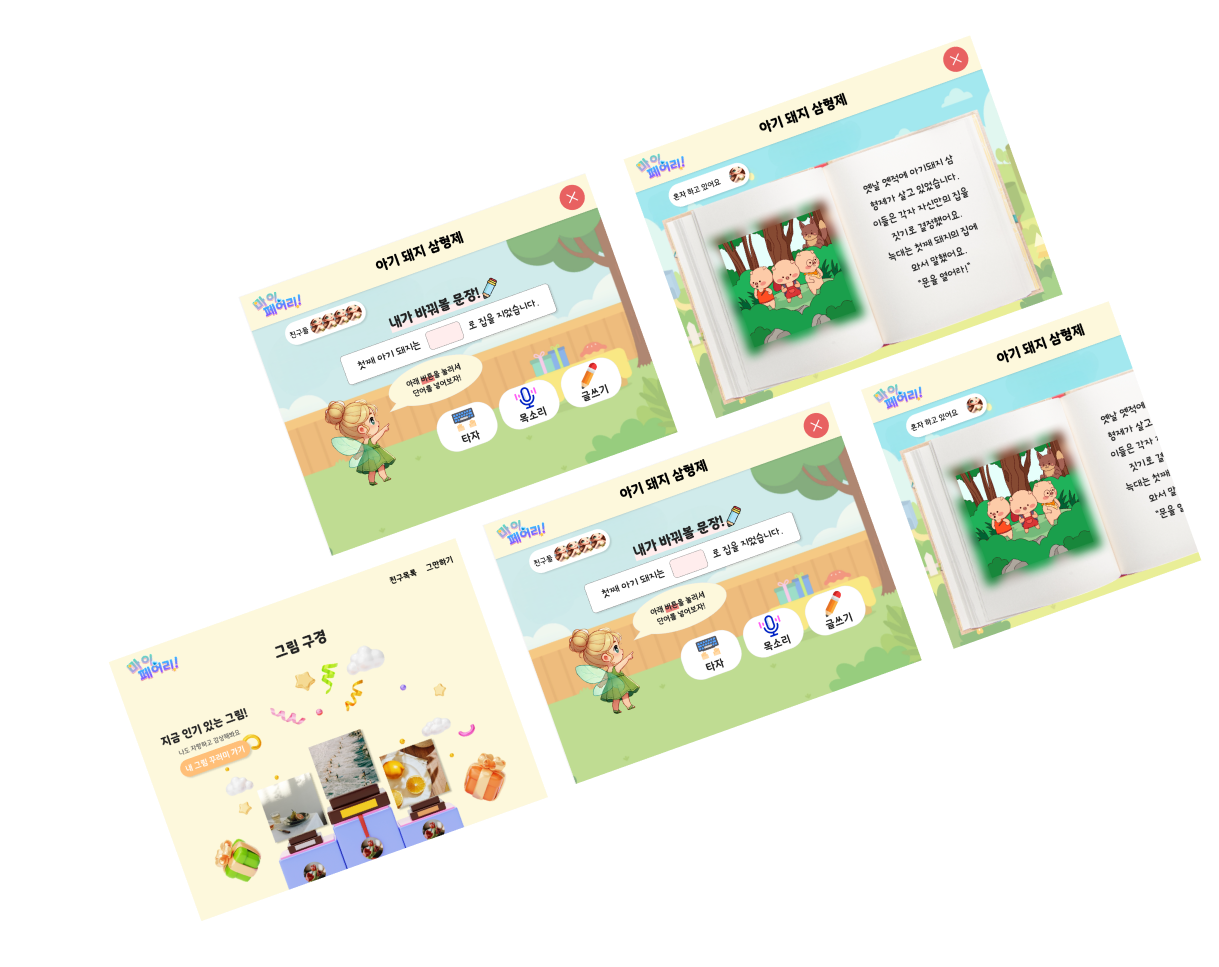 아기 돼지 삼형제
마이
페어리!
혼자 하고 있어요
옛날 옛적에 아기돼지 삼
형제가 살고 있었습니다.
이들은 각자 자신만의 집을
짓기로 결정했어요.
늑대는 첫째 돼지의 집에
와서 말했어요.
"문을 열어라!"
아기 돼지 삼형제
마이
페어리!
친구들
내가 바꿔볼 문장!
첫째 아기 돼지는 로 집을 지었습니다.
아래 버튼을 눌러서
단어를 넣어보자!
타자
목소리
글쓰기
아기 돼지 삼형제
마이
페어리!
혼자 하고 있어요
옛날 옛적에
형제가 살고
이들은 각자
짓기로 결
늑대는 첫째
와서 말
"문을 열
아기 돼지 삼형제
마이
페어리!
친구들
내가 바꿔볼 문장!
첫째 아기 돼지는 로 집을 지었습니다.
아래 버튼을 눌러서
단어를 넣어보자!
타자
목소리
글쓰기
친구목록 그만하기
마이
페어리!
그림 구경
지금 인기 있는 그림!
나도 자랑하고 감상해봐요
내 그림 꾸러미 가기